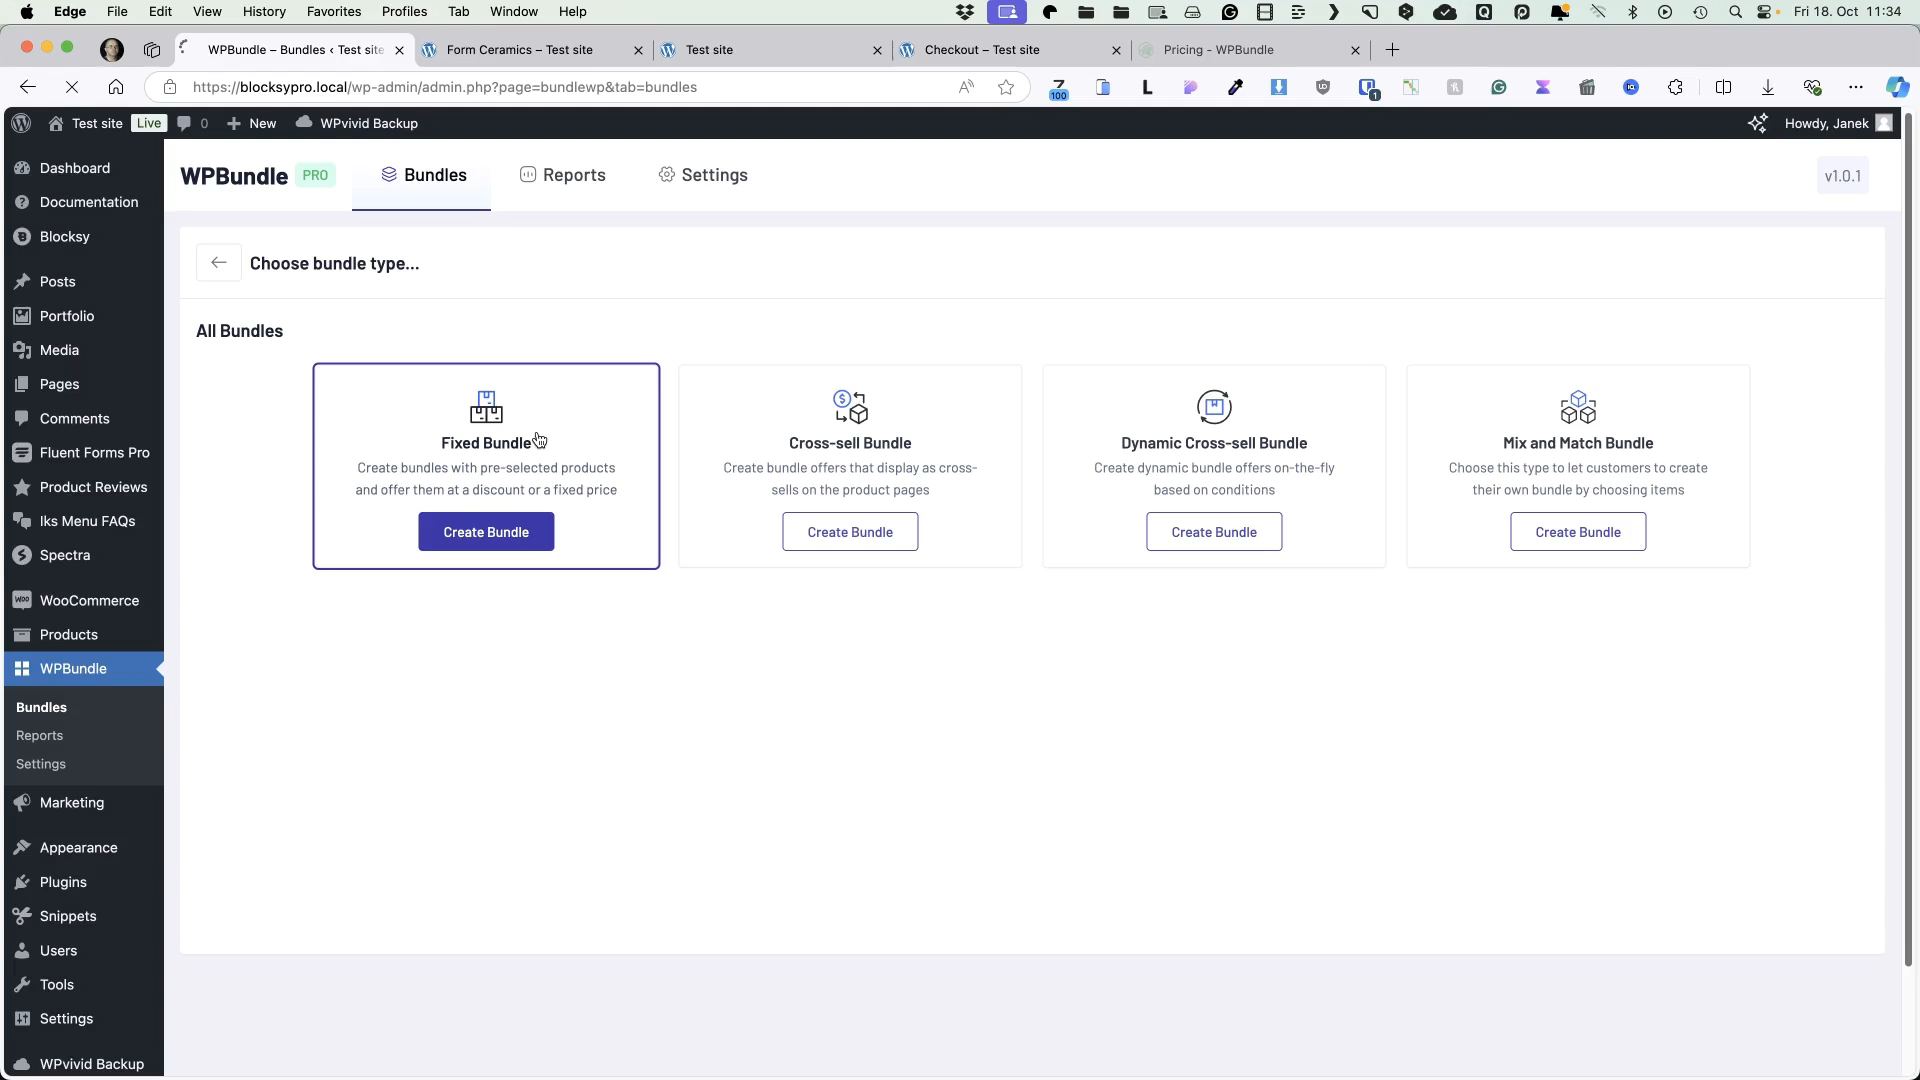 Edge File Edit View History Favorites Profiles Tab Window Help
Fri 18. Oct 11:34
WPBundle – Bundles ‹ Test site
Form Ceramics – Test site
Test site
Checkout – Test site
Pricing - WPBundle
https://blocksypro.local/wp-admin/admin.php?page=bundlewp&tab=bundles
100
1
Test site Live 0 New WPvivid Backup
Howdy, Janek
Dashboard
Documentation
Blocksy
Posts
Portfolio
Media
Pages
Comments
Fluent Forms Pro
Product Reviews
Iks Menu FAQs
Spectra
WooCommerce
Products
WPBundle
Bundles
Reports
Settings
Marketing
Appearance
Plugins
Snippets
Users
Tools
Settings
WPvivid Backup
WPBundle PRO
Bundles
Reports
Settings
v1.0.1
Choose bundle type...
All Bundles
Fixed Bundle
Create bundles with pre-selected products
and offer them at a discount or a fixed price
Create Bundle
Cross-sell Bundle
Create bundle offers that display as cross-
sells on the product pages
Create Bundle
Dynamic Cross-sell Bundle
Create dynamic bundle offers on-the-fly
based on conditions
Create Bundle
Mix and Match Bundle
Choose this type to let customers to create
their own bundle by choosing items
Create Bundle